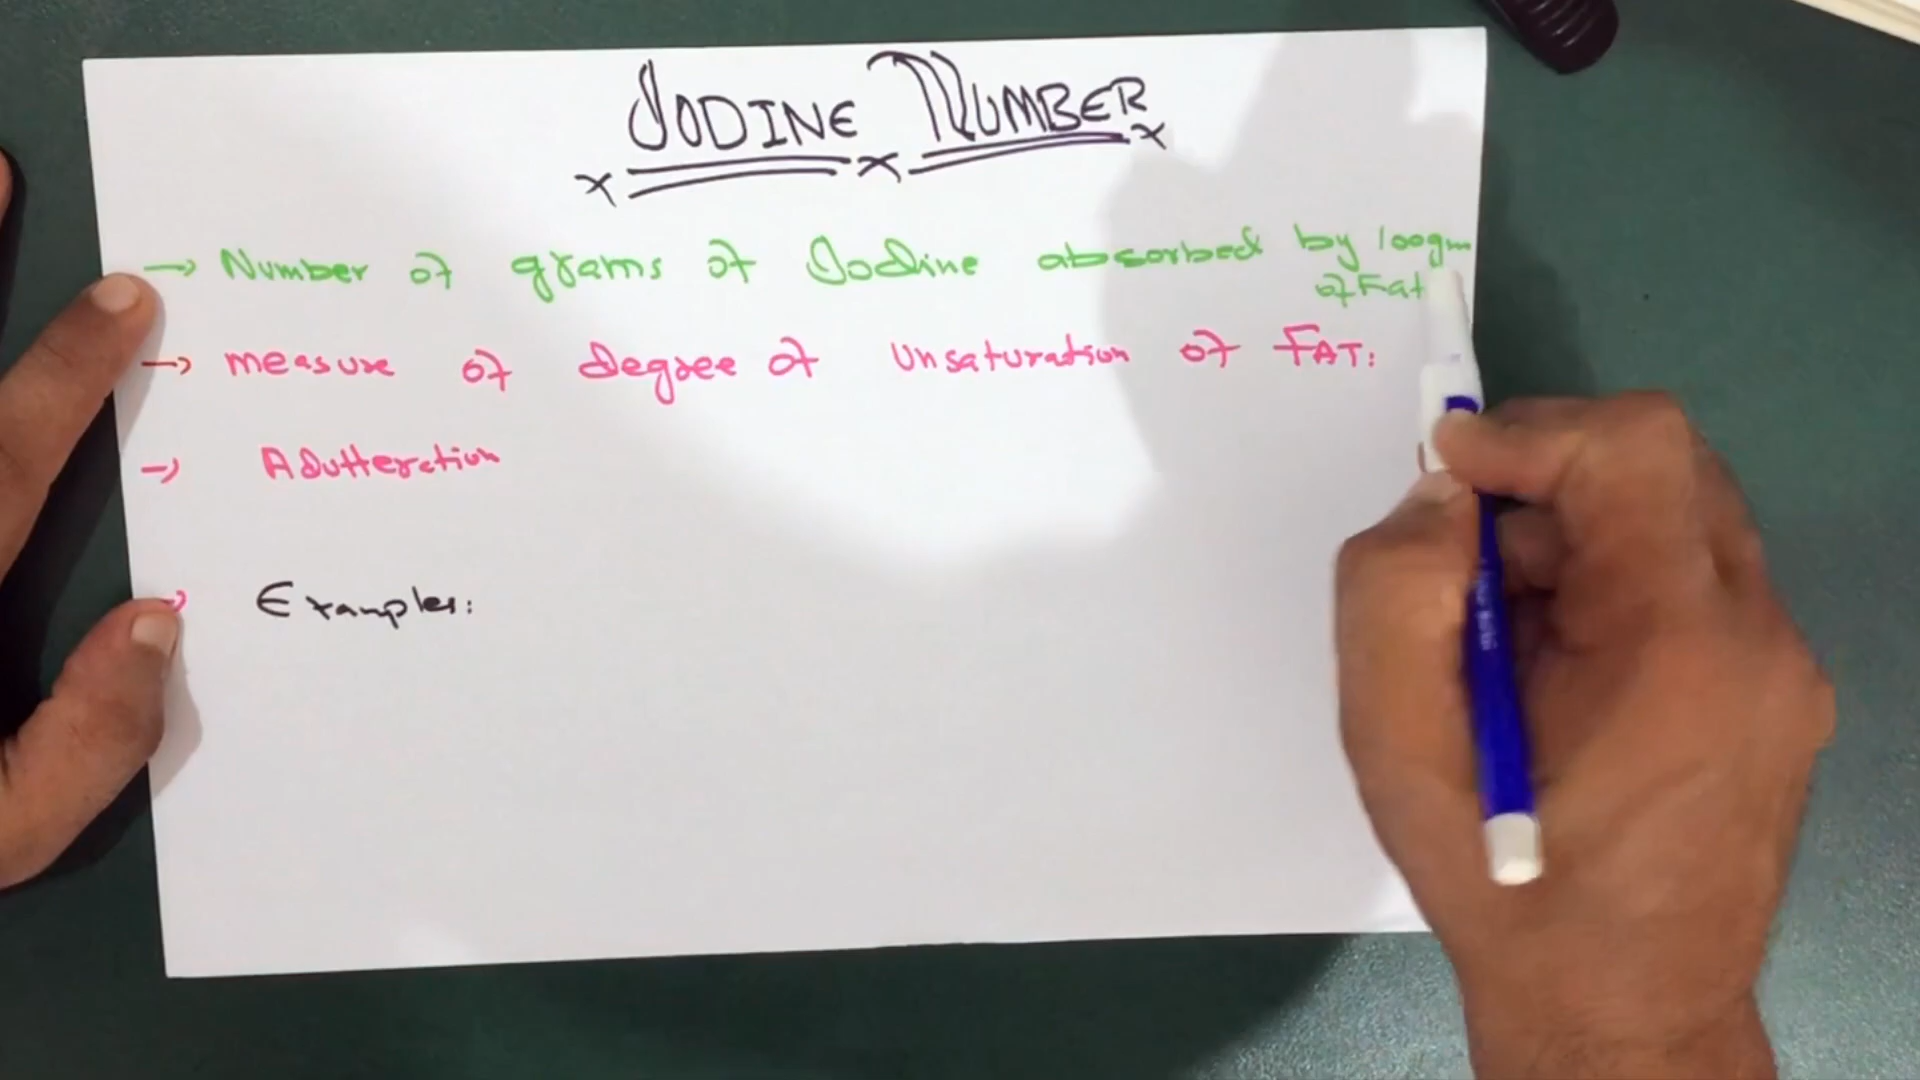 IODINE NUMBER
→ Number of grams of Iodine absorbed by 100gm
of Fat
→ measure of degree of unsaturation of FAT:
→ Adulteration
→ Examples: